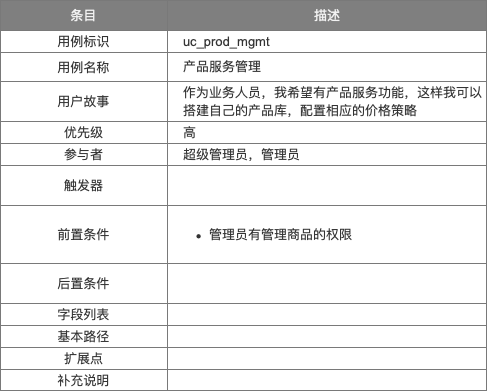 条目 描述
用例标识 uc_prod_mgmt
用例名称 产品服务管理
用户故事 作为业务人员，我希望有产品服务功能，这样我可以
搭建自己的产品库，配置相应的价格策略
优先级 高
参与者 超级管理员，管理员
触发器
前置条件 • 管理员有管理商品的权限
后置条件
字段列表
基本路径
扩展点
补充说明